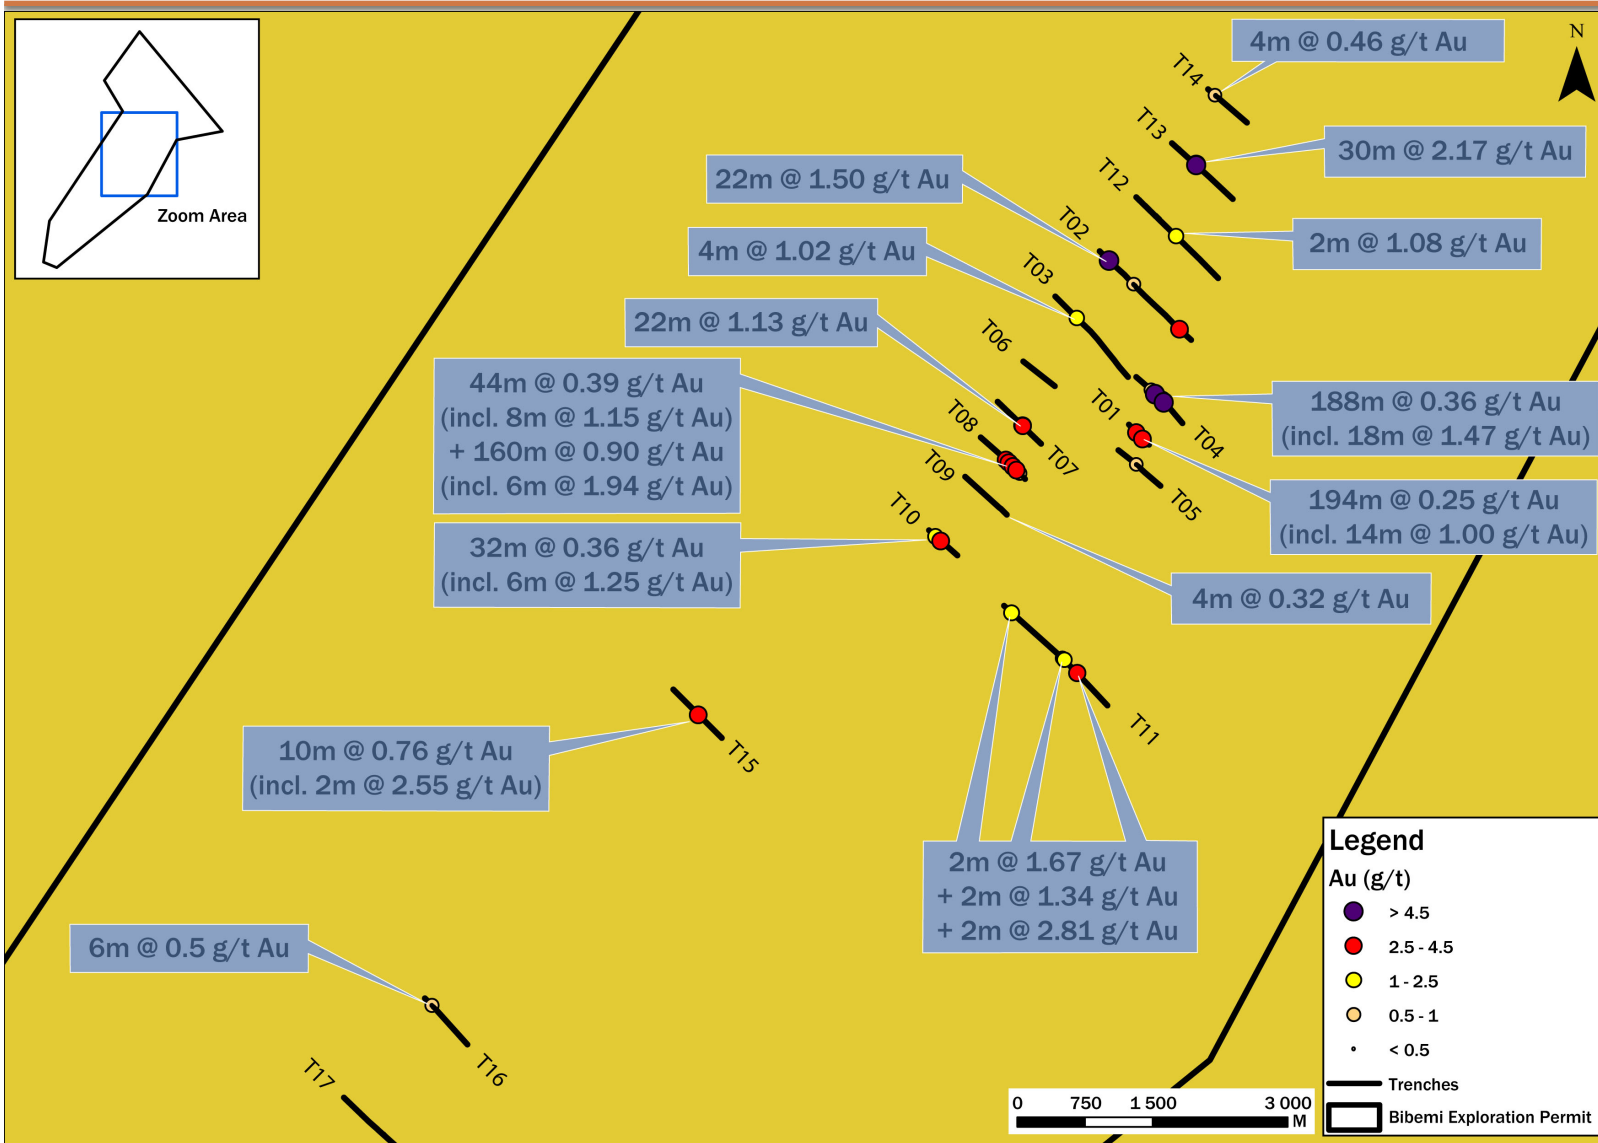 Zoom Area
N
4m @ 0.46 g/t Au
T14
T13
30m @ 2.17 g/t Au
22m @ 1.50 g/t Au
T12
T02
2m @ 1.08 g/t Au
4m @ 1.02 g/t Au
T03
22m @ 1.13 g/t Au
T06
44m @ 0.39 g/t Au
(incl. 8m @ 1.15 g/t Au)
+ 160m @ 0.90 g/t Au
(incl. 6m @ 1.94 g/t Au)
T08
T01
188m @ 0.36 g/t Au
(incl. 18m @ 1.47 g/t Au)
T04
T07
T09
T05
194m @ 0.25 g/t Au
(incl. 14m @ 1.00 g/t Au)
T10
32m @ 0.36 g/t Au
(incl. 6m @ 1.25 g/t Au)
4m @ 0.32 g/t Au
T11
T15
10m @ 0.76 g/t Au
(incl. 2m @ 2.55 g/t Au)
2m @ 1.67 g/t Au
+ 2m @ 1.34 g/t Au
+ 2m @ 2.81 g/t Au
6m @ 0.5 g/t Au
T16
T17
Legend
Au (g/t)
> 4.5
2.5 - 4.5
1 - 2.5
0.5 - 1
< 0.5
Trenches
Bibemi Exploration Permit
0 750 1 500 3 000
M